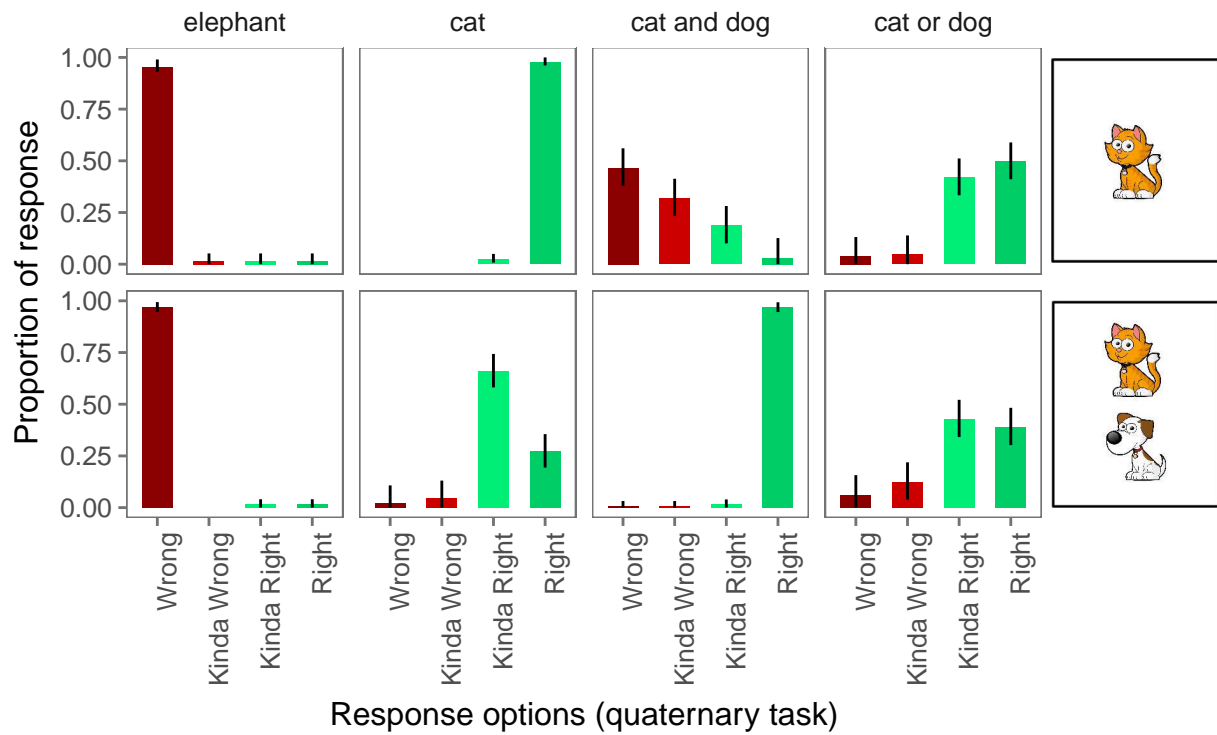 elephant cat cat and dog cat or dog
Proportion of response
1.00
0.75
0.50
0.25
0.00
1.00
0.75
0.50
0.25
0.00
Wrong Kinda Wrong Kinda Right Right Wrong Kinda Wrong Kinda Right Right Wrong Kinda Wrong Kinda Right Right Wrong Kinda Wrong Kinda Right Right
Response options (quaternary task)